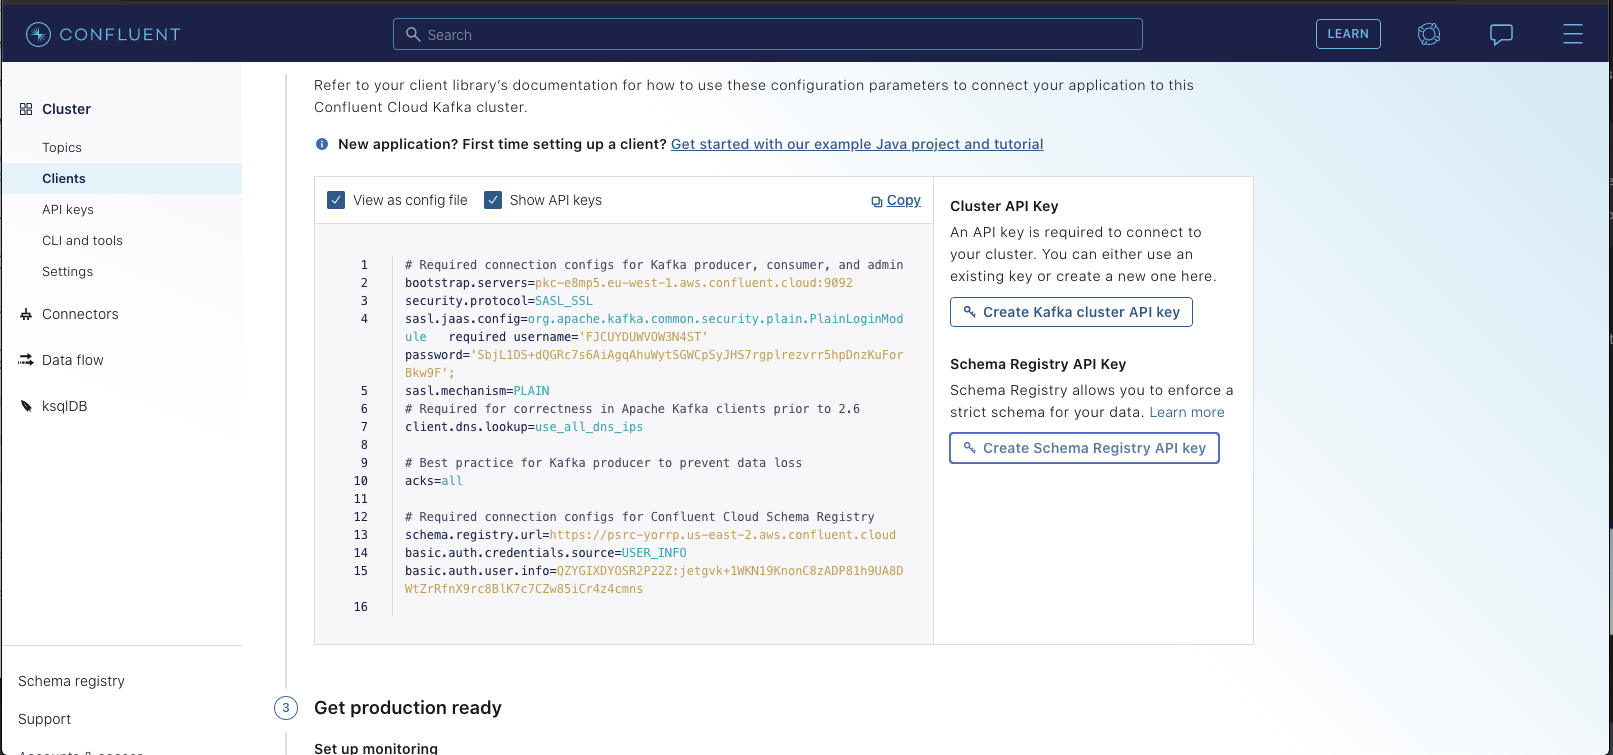 CONFLUENT
Search
LEARN
Cluster
Topics
Clients
API keys
CLI and tools
Settings
Connectors
Data flow
ksqlDB
Schema registry
Support
Refer to your client library's documentation for how to use these configuration parameters to connect your application to this
Confluent Cloud Kafka cluster.
New application? First time setting up a client? Get started with our example Java project and tutorial
View as config file
Show API keys
Copy
1 # Required connection configs for Kafka producer, consumer, and admin
2 bootstrap.servers=pkc-e8mp5.eu-west-1.aws.confluent.cloud:9092
3 security.protocol=SASL_SSL
4 sasl.jaas.config=org.apache.kafka.common.security.plain.PlainLoginMod
ule   required username='FJCUYDUWVOW3N4ST'
password='SbjL1DS+dQGRc7s6AiAgqAhuWytSGWCpSyJHS7rgplrezvrr5hpDnzKuFor
Bkw9F';
5 sasl.mechanism=PLAIN
6 # Required for correctness in Apache Kafka clients prior to 2.6
7 client.dns.lookup=use_all_dns_ips
8
9 # Best practice for Kafka producer to prevent data loss
10 acks=all
11
12 # Required connection configs for Confluent Cloud Schema Registry
13 schema.registry.url=https://psrc-yorrp.us-east-2.aws.confluent.cloud
14 basic.auth.credentials.source=USER_INFO
15 basic.auth.user.info=QZYGIXDYOSR2P22Z:jetgvk+1WKN19KnonC8zADP81h9UA8D
WtZrRfnX9rc8BlK7c7CZw85iCr4z4cmns
16
Cluster API Key
An API key is required to connect to
your cluster. You can either use an
existing key or create a new one here.
Create Kafka cluster API key
Schema Registry API Key
Schema Registry allows you to enforce a
strict schema for your data. Learn more
Create Schema Registry API key
3 Get production ready
Set up monitoring